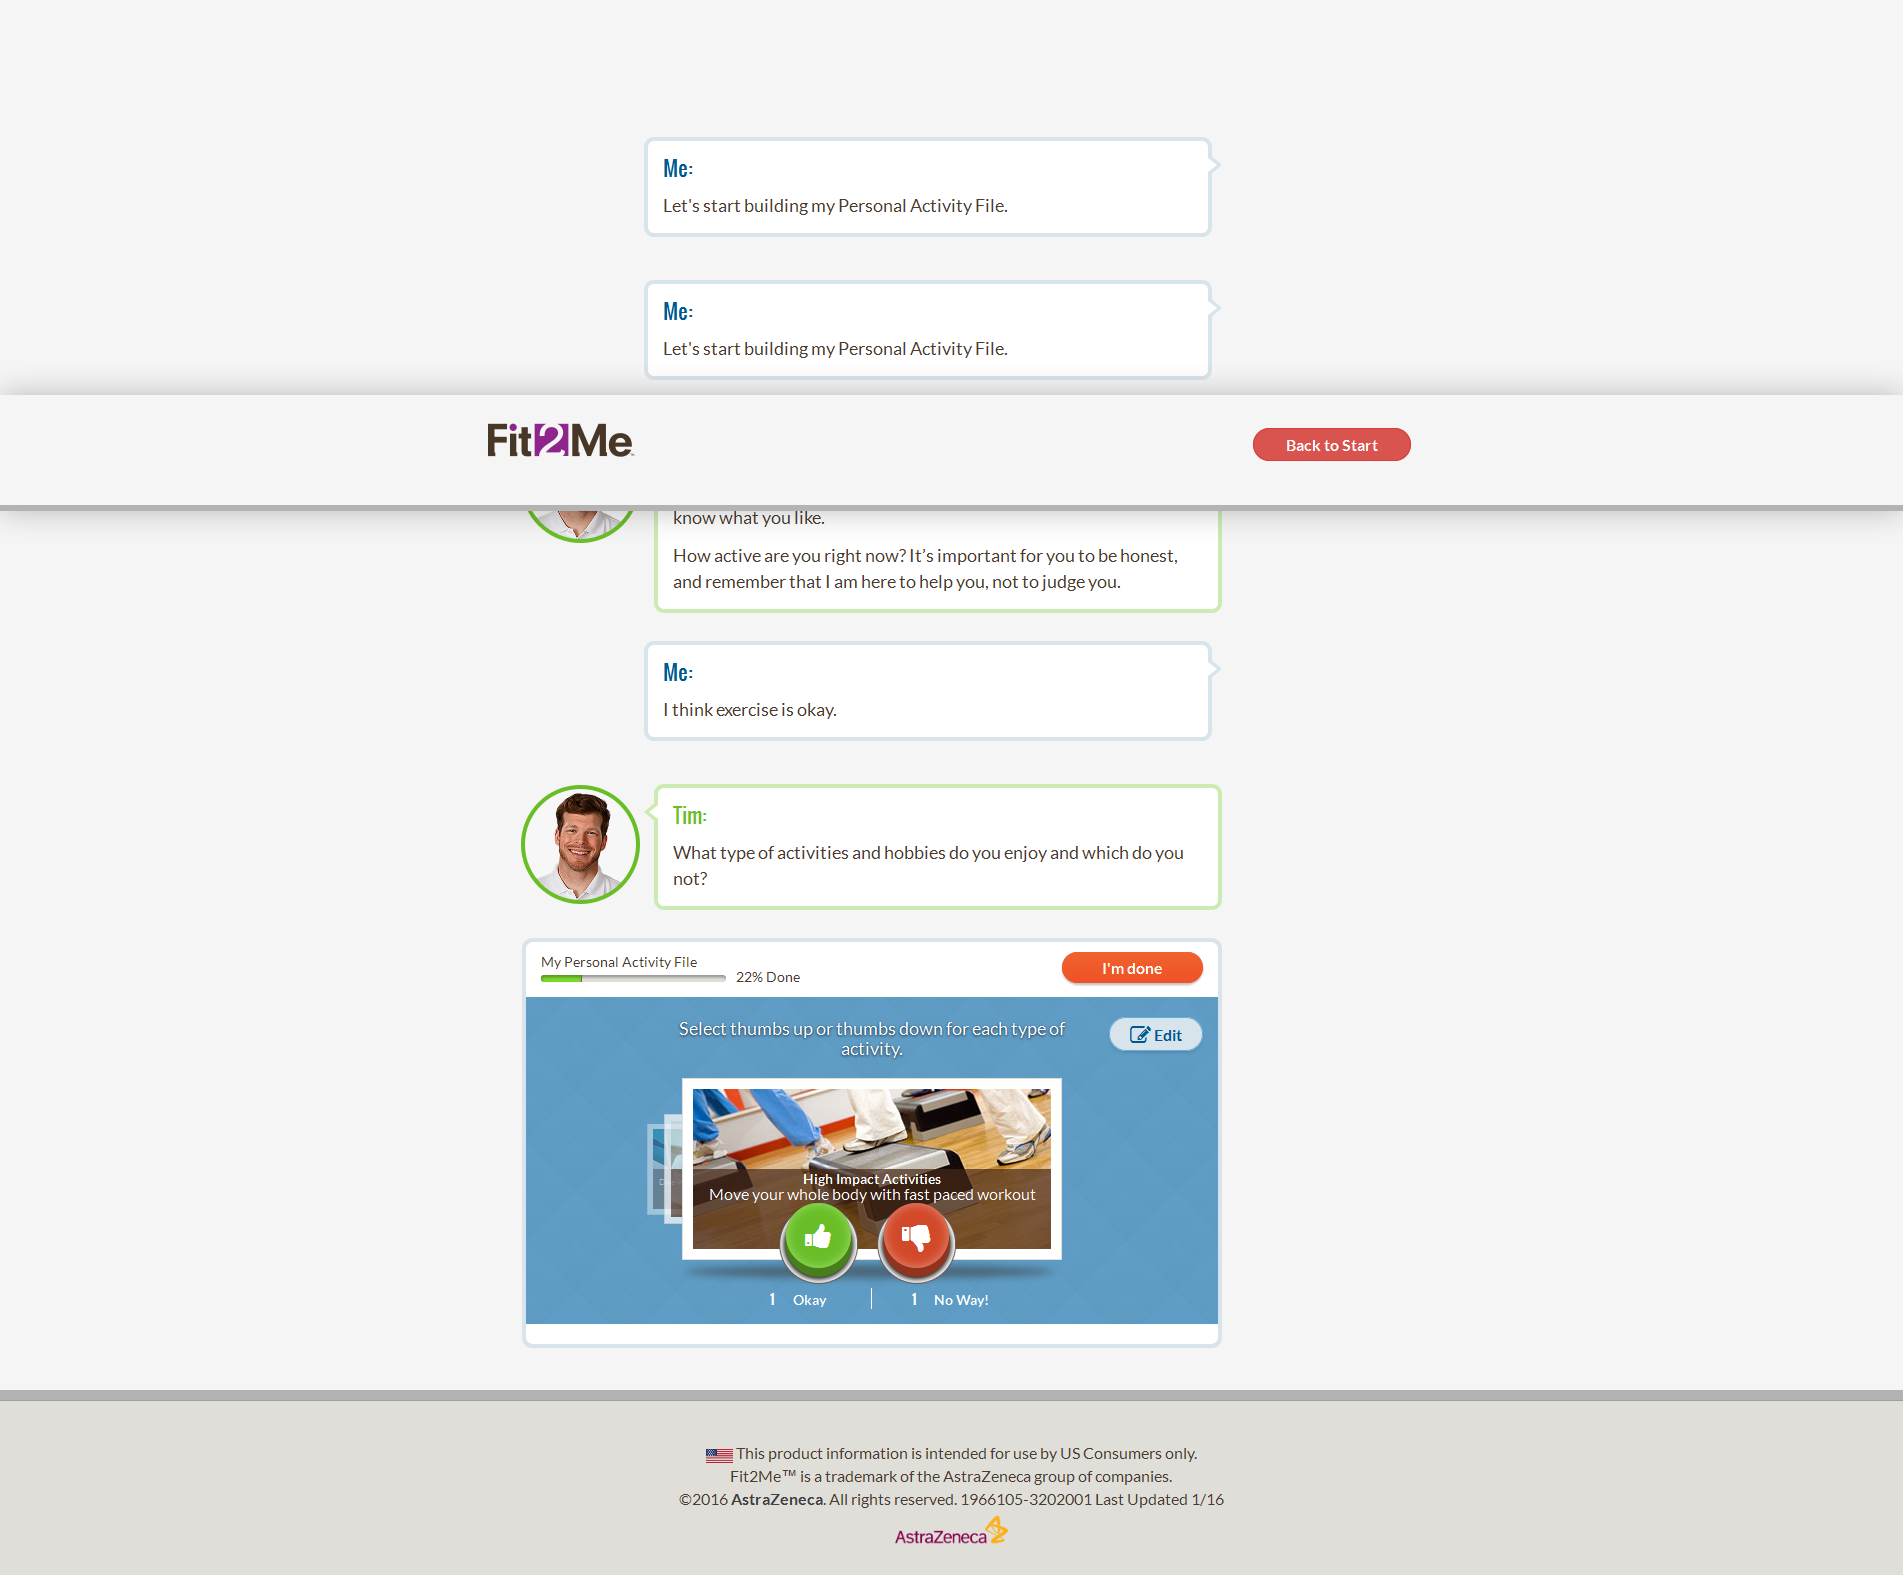 Me:
Let's start building my Personal Activity File.
Me:
Let's start building my Personal Activity File.
Fit2Me™
Back to Start
know what you like.
How active are you right now? It’s important for you to be honest,
and remember that I am here to help you, not to judge you.
Me:
I think exercise is okay.
Tim:
What type of activities and hobbies do you enjoy and which do you
not?
My Personal Activity File
22% Done
I'm done
Select thumbs up or thumbs down for each type of
activity.
Edit
High Impact Activities
Move your whole body with fast paced workout
1 Okay
1 No Way!
This product information is intended for use by US Consumers only.
Fit2Me™ is a trademark of the AstraZeneca group of companies.
©2016 AstraZeneca. All rights reserved. 1966105-3202001 Last Updated 1/16
AstraZeneca